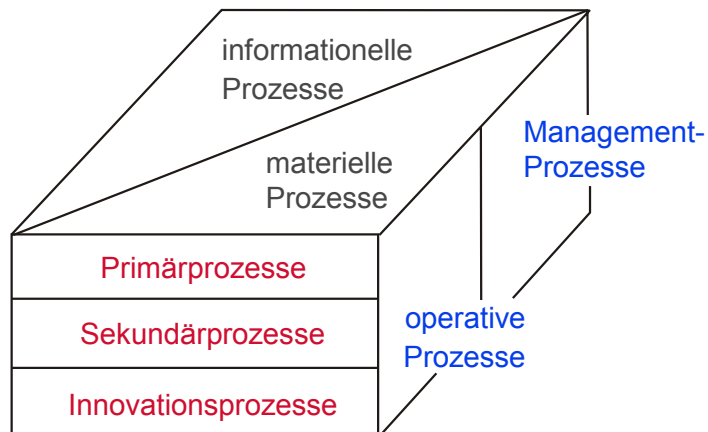 informationelle
Prozesse
materielle
Prozesse
Management-
Prozesse
Primärprozesse
Sekundärprozesse
Innovationsprozesse
operative
Prozesse